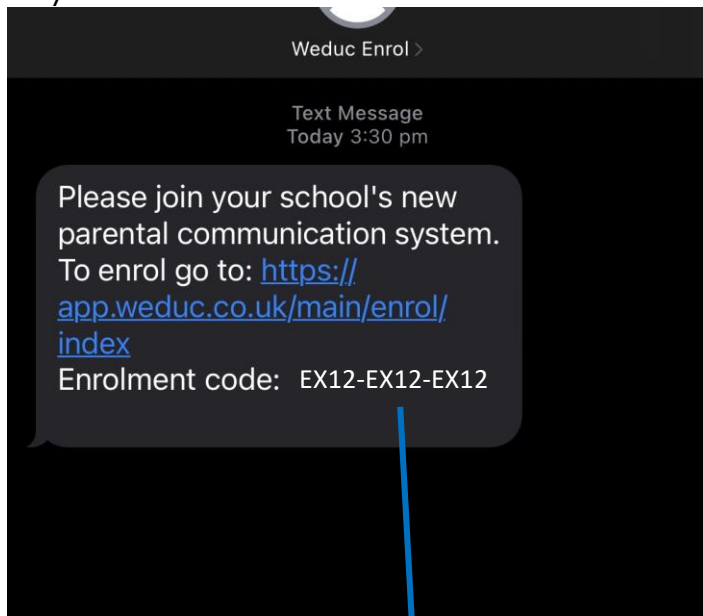 Weduc Enrol >
Text Message
Today 3:30 pm
Please join your school's new
parental communication system.
To enrol go to: https://
app.weduc.co.uk/main/enrol/
index
Enrolment code: EX12-EX12-EX12